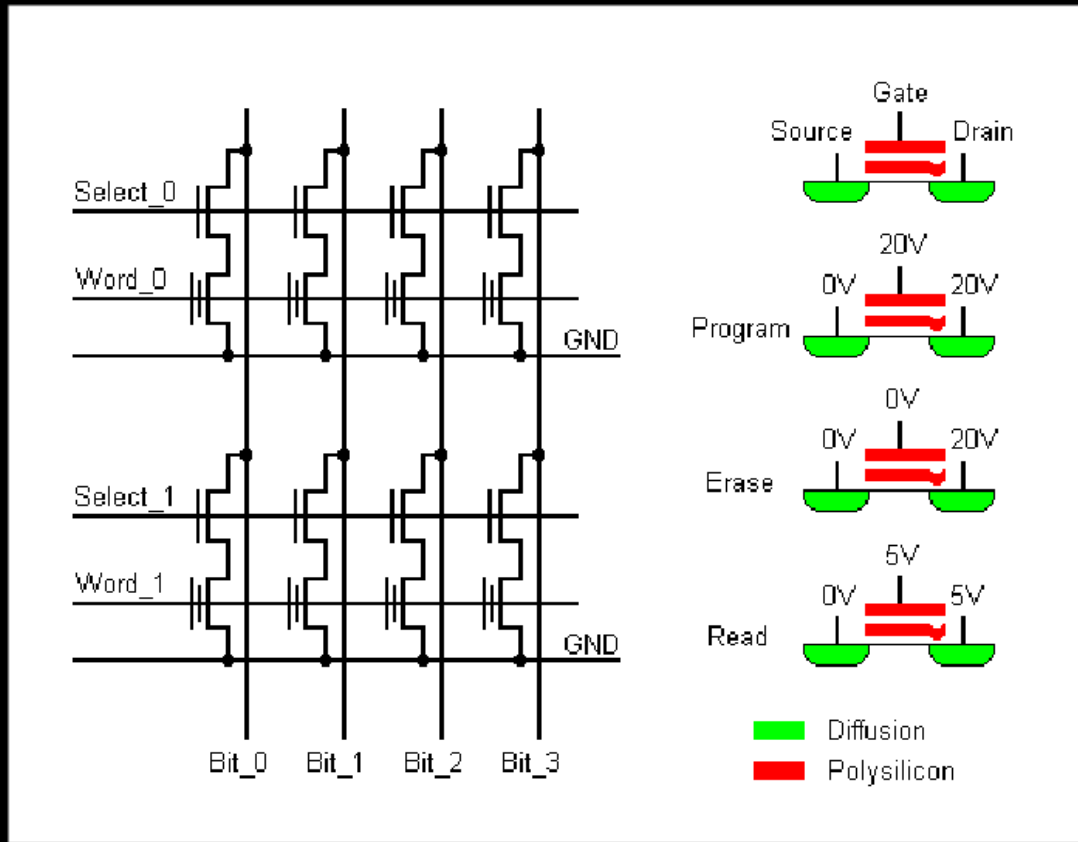 Select_0
Word_0
GND
Select_1
Word_1
GND
Bit_0 Bit_1 Bit_2 Bit_3
Gate
Source Drain
20V
0V 20V
Program
0V
0V 20V
Erase
5V
0V 5V
Read
Diffusion
Polysilicon